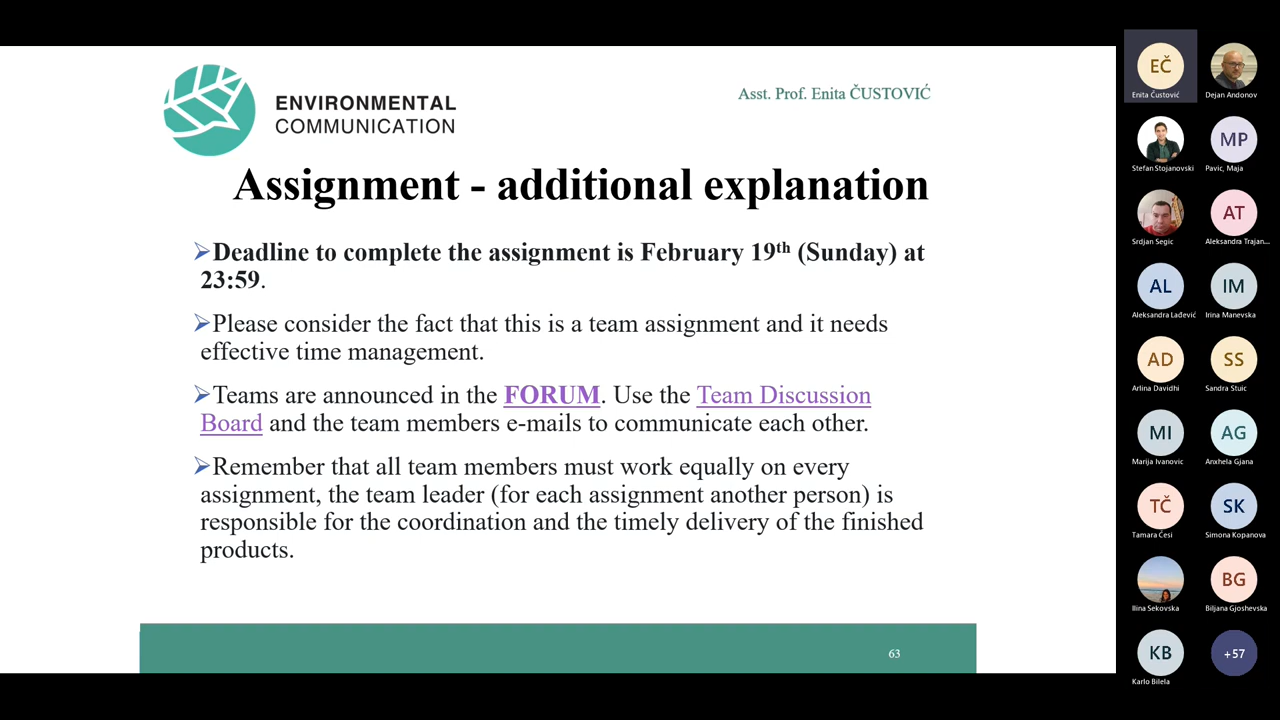 ENVIRONMENTAL
COMMUNICATION
Asst. Prof. Enita ČUSTOVIĆ
Assignment - additional explanation
➢Deadline to complete the assignment is February 19th (Sunday) at
23:59.
➢Please consider the fact that this is a team assignment and it needs
effective time management.
➢Teams are announced in the FORUM. Use the Team Discussion
Board and the team members e-mails to communicate each other.
➢Remember that all team members must work equally on every
assignment, the team leader (for each assignment another person) is
responsible for the coordination and the timely delivery of the finished
products.
63
EČ
Enita Čustović
Dejan Andonov
Stefan Stojanovski
MP
Pavic, Maja
Srdjan Segic
AT
Aleksandra Trajan...
AL
Aleksandra Lađević
IM
Irina Manevska
AD
Arlina Davidhi
SS
Sandra Stuic
MI
Marija Ivanovic
AG
Anxhela Gjana
TČ
Tamara Česi
SK
Simona Kopanova
Ilina Sekovska
BG
Biljana Gjoshevska
KB
Karlo Bilela
+57